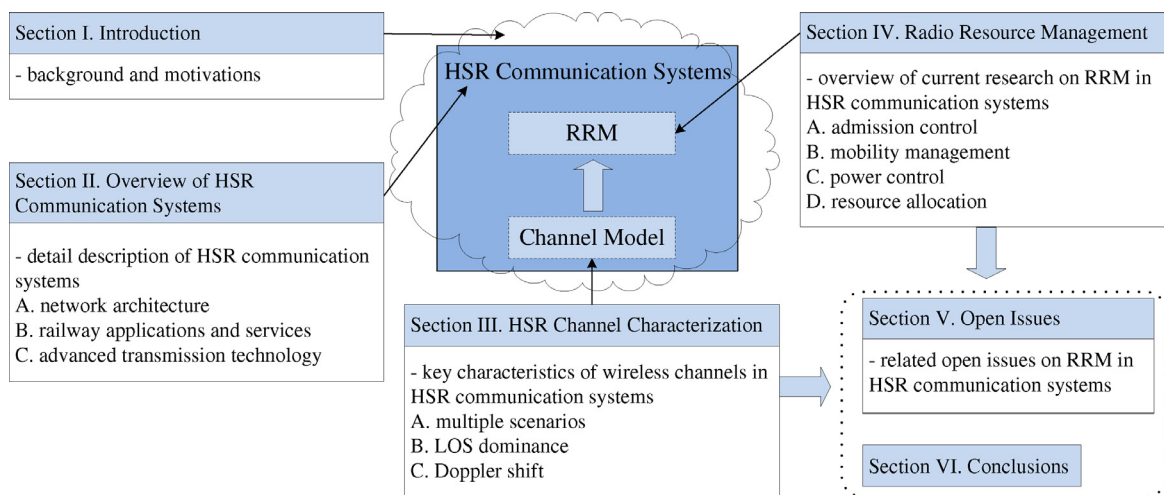 Section I. Introduction
- background and motivations
Section II. Overview of HSR
Communication Systems
- detail description of HSR communication
systems
A. network architecture
B. railway applications and services
C. advanced transmission technology
HSR Communication Systems
RRM
Channel Model
Section III. HSR Channel Characterization
- key characteristics of wireless channels in
HSR communication systems
A. multiple scenarios
B. LOS dominance
C. Doppler shift
Section IV. Radio Resource Management
- overview of current research on RRM in
HSR communication systems
A. admission control
B. mobility management
C. power control
D. resource allocation
Section V. Open Issues
- related open issues on RRM in
HSR communication systems
Section VI. Conclusions